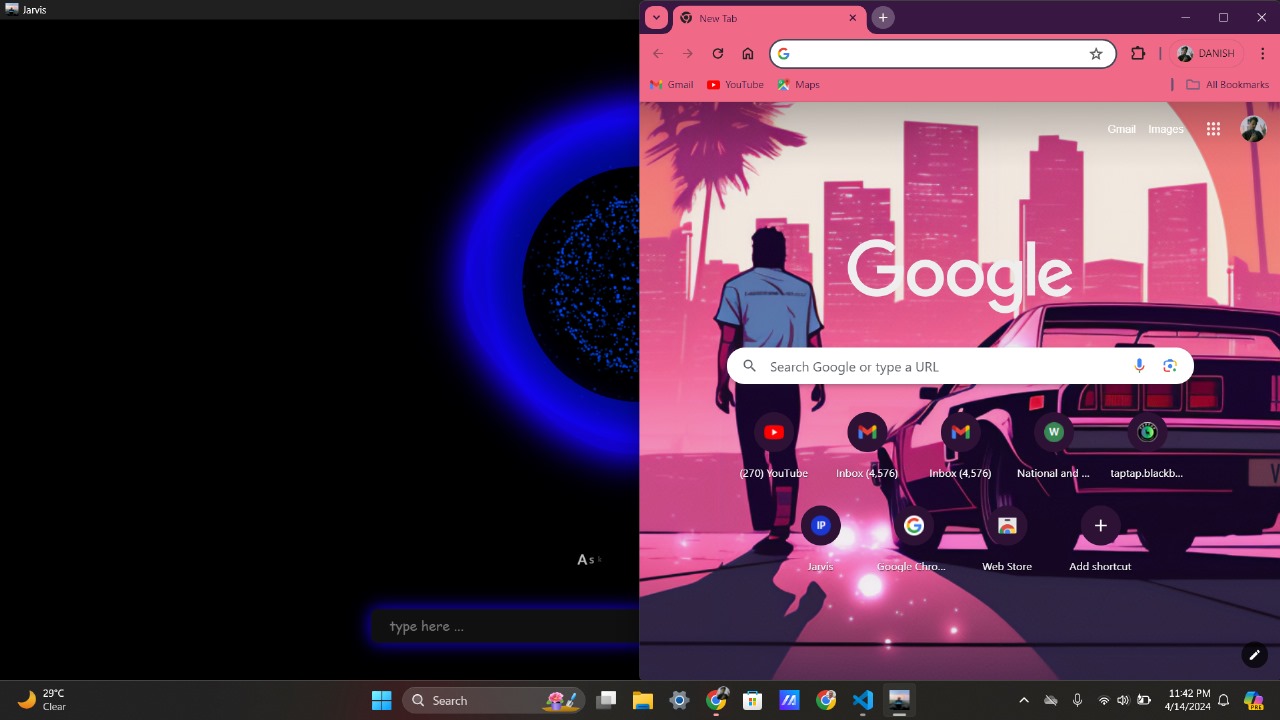 Jarvis
New Tab
DANISH
Gmail
YouTube
Maps
All Bookmarks
Gmail
Images
Google
Search Google or type a URL
(270) YouTube
Inbox (4,576)
Inbox (4,576)
National and ...
taptap.blackb...
W
IP
Jarvis
Google Chro...
Web Store
Add shortcut
As
type here ...
29°C
Clear
Search
11:42 PM
4/14/2024
PRE